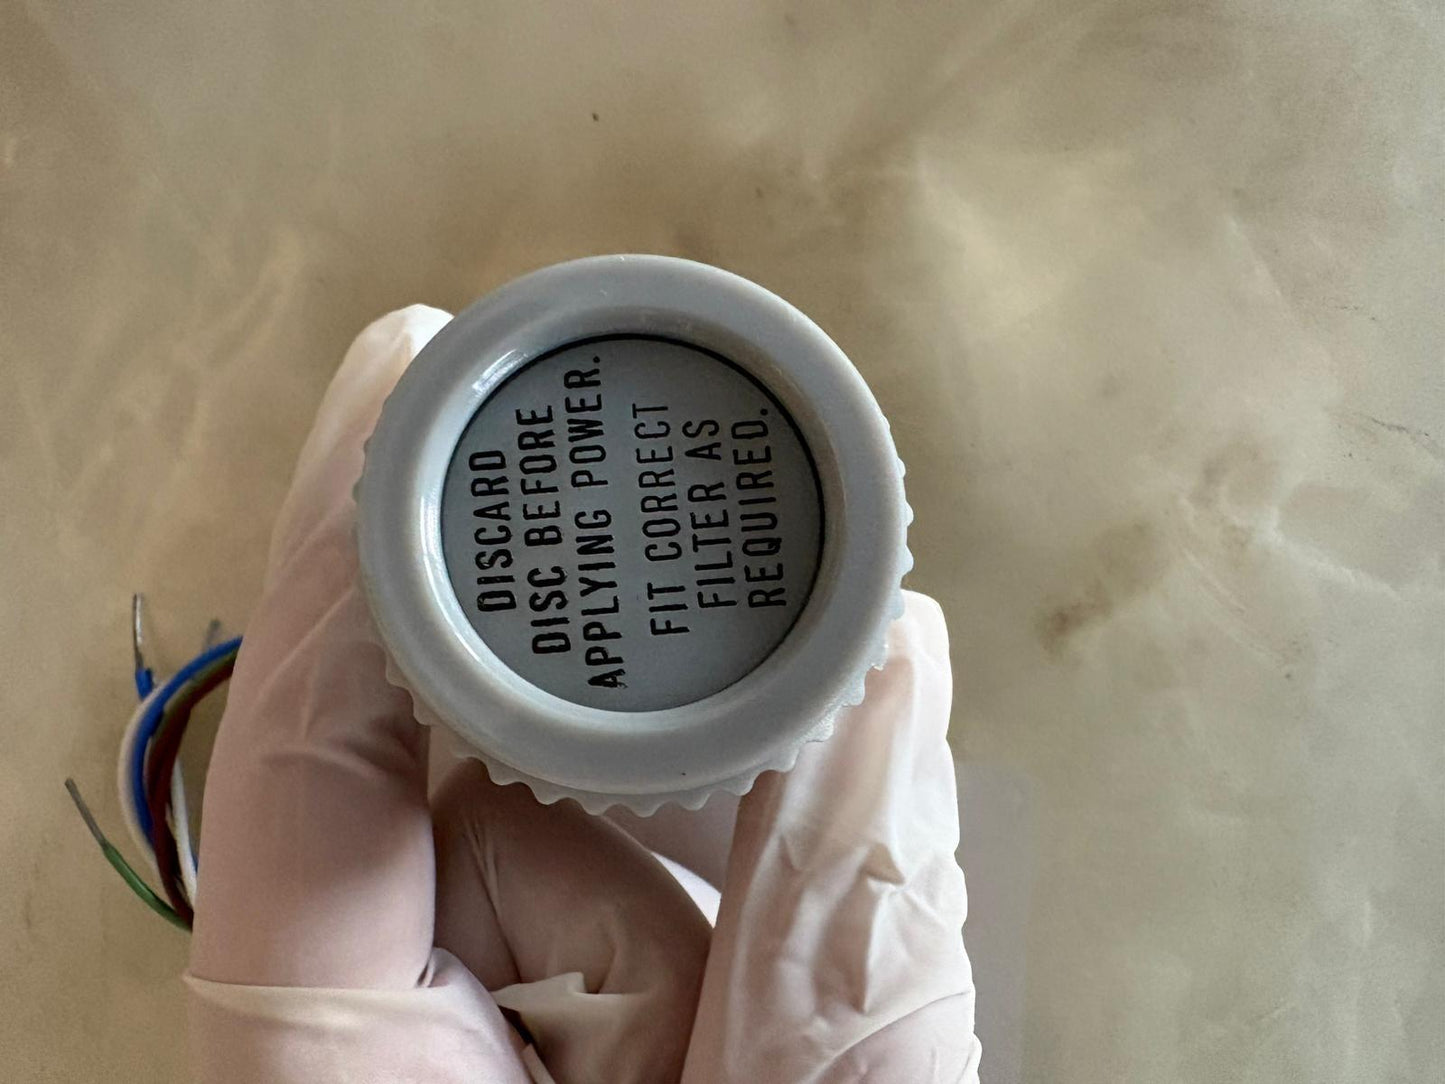 DISCARD
DISC BEFORE
APPLYING POWER.
FIT CORRECT
FILTER AS
REQUIRED.